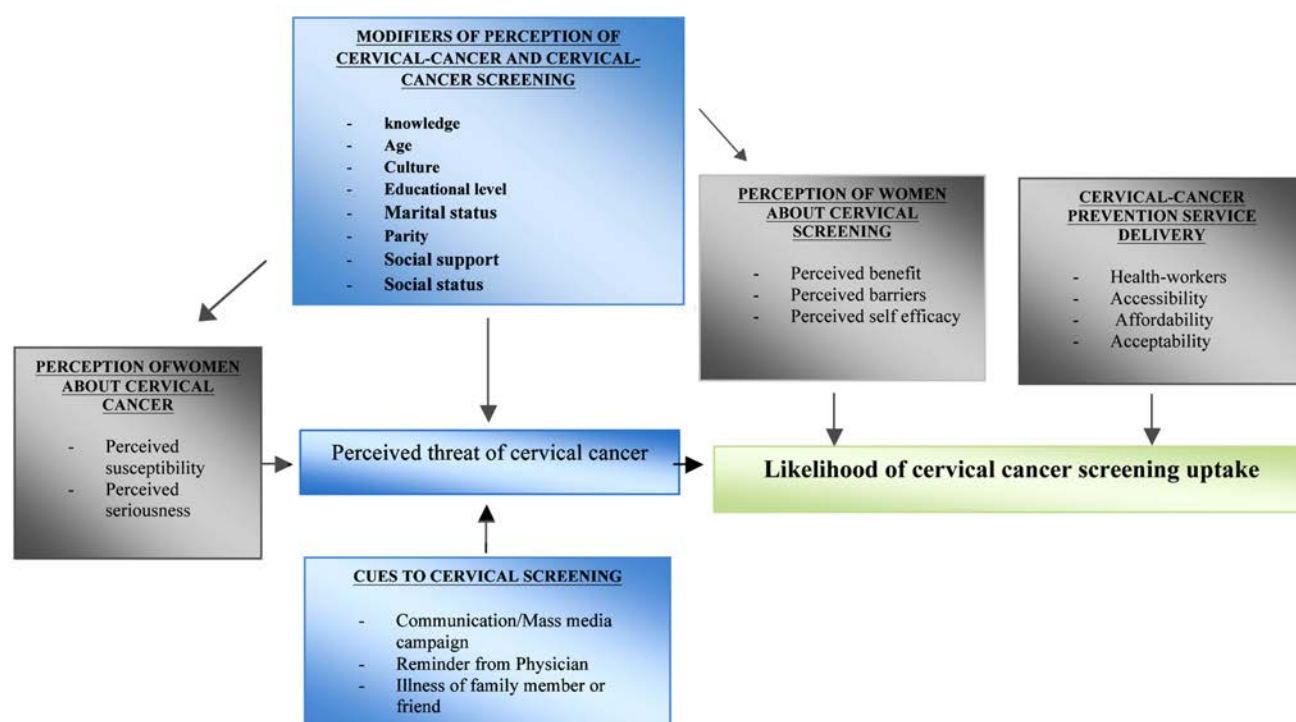 MODIFIERS OF PERCEPTION OF
CERVICAL-CANCER AND CERVICAL-
CANCER SCREENING
- knowledge
- Age
- Culture
- Educational level
- Marital status
- Parity
- Social support
- Social status
PERCEPTION OF WOMEN
ABOUT CERVICAL
SCREENING
- Perceived benefit
- Perceived barriers
- Perceived self efficacy
CERVICAL-CANCER
PREVENTION SERVICE
DELIVERY
- Health-workers
- Accessibility
- Affordability
- Acceptability
PERCEPTION OFWOMEN
ABOUT CERVICAL
CANCER
- Perceived
susceptibility
- Perceived
seriousness
Perceived threat of cervical cancer
Likelihood of cervical cancer screening uptake
CUES TO CERVICAL SCREENING
- Communication/Mass media
campaign
- Reminder from Physician
- Illness of family member or
friend